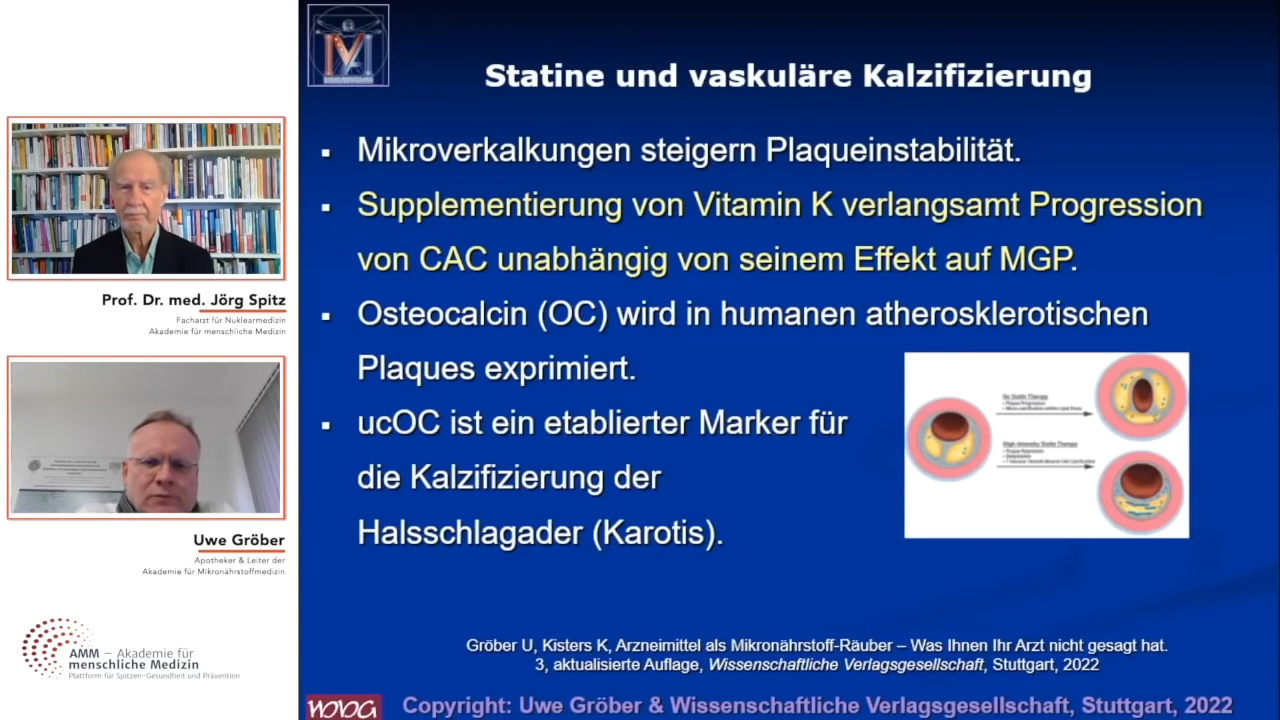 Statine und vaskuläre Kalzifizierung
▪ Mikroverkalkungen steigern Plaqueinstabilität.
▪ Supplementierung von Vitamin K verlangsamt Progression
von CAC unabhängig von seinem Effekt auf MGP.
▪ Osteocalcin (OC) wird in humanen atherosklerotischen
Plaques exprimiert.
▪ ucOC ist ein etablierter Marker für
die Kalzifizierung der
Halsschlagader (Karotis).
No Statin Therapy
• Plaque Progression
High-Intensity Statin Therapy
• Plaque Regression
Gröber U, Kisters K, Arzneimittel als Mikronährstoff-Räuber – Was Ihnen Ihr Arzt nicht gesagt hat.
3, aktualisierte Auflage, Wissenschaftliche Verlagsgesellschaft, Stuttgart, 2022
Copyright: Uwe Gröber & Wissenschaftliche Verlagsgesellschaft, Stuttgart, 2022
Prof. Dr. med. Jörg Spitz
Facharzt für Nuklearmedizin
Akademie für menschliche Medizin
Uwe Gröber
Apotheker & Leiter der
Akademie für Mikronährstoffmedizin
AMM – Akademie für
menschliche Medizin
Plattform für Spitzen-Gesundheit und Prävention